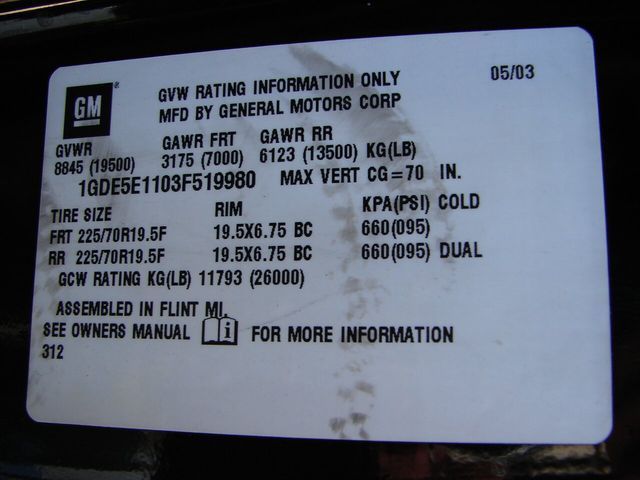 GM®
GVW RATING INFORMATION ONLY 05/03
MFD BY GENERAL MOTORS CORP
GVWR GAWR FRT GAWR RR
8845 (19500) 3175 (7000) 6123 (13500) KG(LB)
1GDE5E1103F519980 MAX VERT CG=70 IN.
TIRE SIZE RIM KPA(PSI) COLD
FRT 225/70R19.5F 19.5X6.75 BC 660(095)
RR 225/70R19.5F 19.5X6.75 BC 660(095) DUAL
GCW RATING KG(LB) 11793 (26000)
ASSEMBLED IN FLINT MI.
SEE OWNERS MANUAL i FOR MORE INFORMATION
312